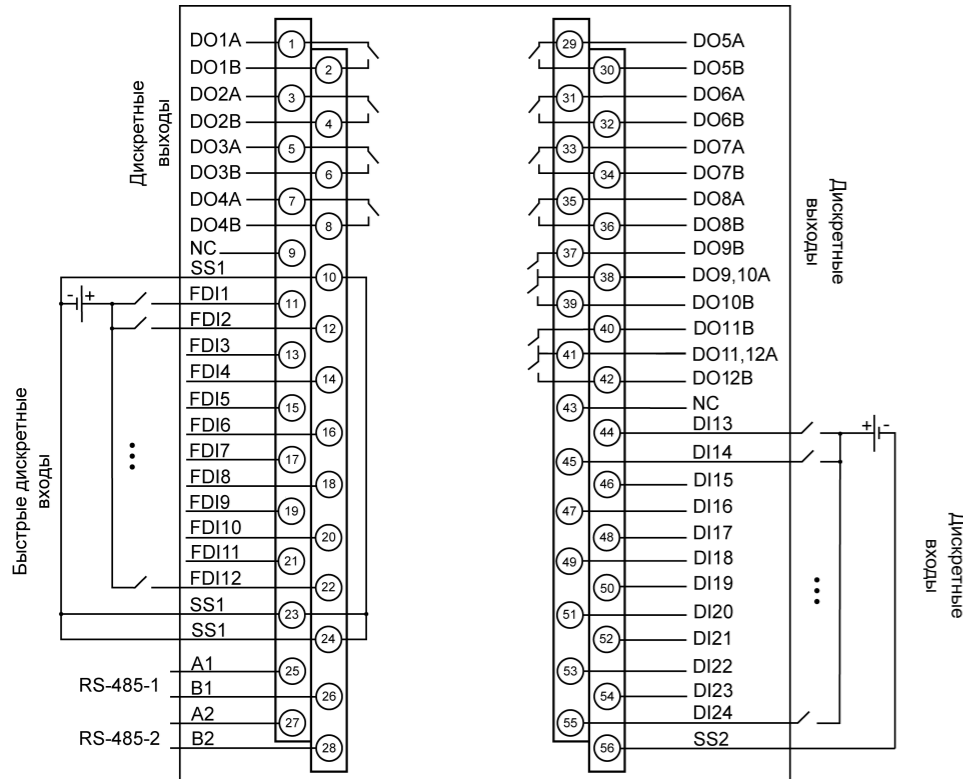 Дискретные
выходы
DO1A 1
DO1B 2
DO2A 3
DO2B 4
DO3A 5
DO3B 6
DO4A 7
DO4B 8
NC 9
SS1 10
- +
FDI1 11
FDI2 12
FDI3 13
FDI4 14
FDI5 15
FDI6 16
FDI7 17
FDI8 18
FDI9 19
FDI10 20
FDI11 21
FDI12 22
SS1 23
SS1 24
Быстрые дискретные
входы
RS-485-1
A1 25
B1 26
RS-485-2
A2 27
B2 28
29 DO5A
30 DO5B
31 DO6A
32 DO6B
33 DO7A
34 DO7B
35 DO8A
36 DO8B
37 DO9B
38 DO9,10A
39 DO10B
40 DO11B
41 DO11,12A
42 DO12B
43 NC
Дискретные
выходы
44 DI13
+ -
45 DI14
46 DI15
47 DI16
48 DI17
49 DI18
50 DI19
51 DI20
52 DI21
53 DI22
54 DI23
55 DI24
56 SS2
Дискретные
входы